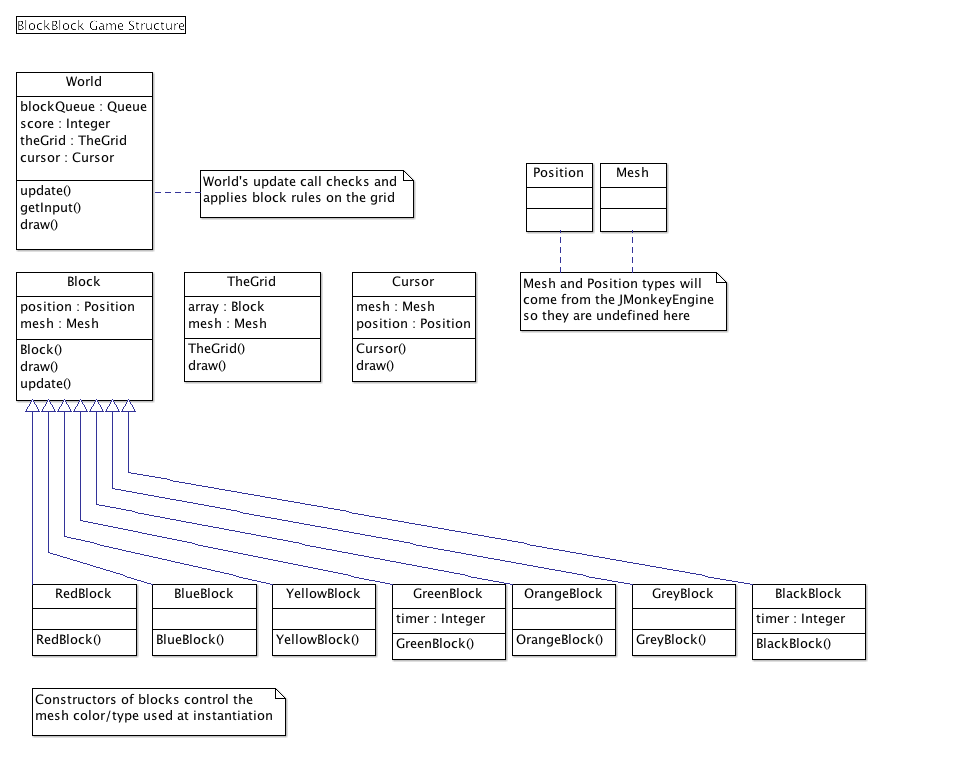 BlockBlock Game Structure
World
blockQueue : Queue
score : Integer
theGrid : TheGrid
cursor : Cursor
update()
getInput()
draw()
World's update call checks and
applies block rules on the grid
Position
Mesh
Mesh and Position types will
come from the JMonkeyEngine
so they are undefined here
Block
position : Position
mesh : Mesh
Block()
draw()
update()
TheGrid
array : Block
mesh : Mesh
TheGrid()
draw()
Cursor
mesh : Mesh
position : Position
Cursor()
draw()
RedBlock
RedBlock()
BlueBlock
BlueBlock()
YellowBlock
YellowBlock()
GreenBlock
timer : Integer
GreenBlock()
OrangeBlock
OrangeBlock()
GreyBlock
GreyBlock()
BlackBlock
timer : Integer
BlackBlock()
Constructors of blocks control the
mesh color/type used at instantiation